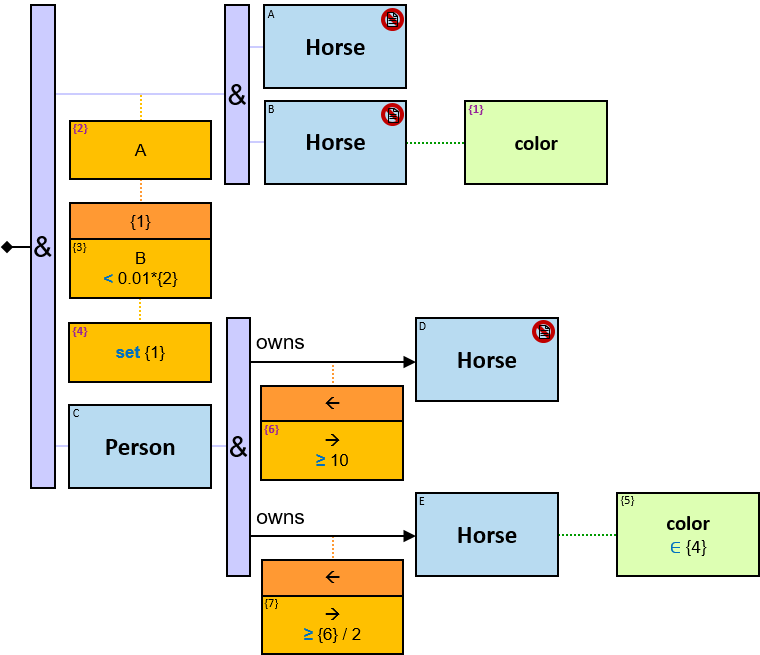 A
Horse
&
B
Horse
{1}
color
{2}
A
{1}
{3}
B
< 0.01*{2}
&
{4}
set {1}
C
Person
&
owns
D
Horse
←
{6}
→
≥ 10
owns
E
Horse
{5}
color
∈ {4}
←
{7}
→
≥ {6} / 2